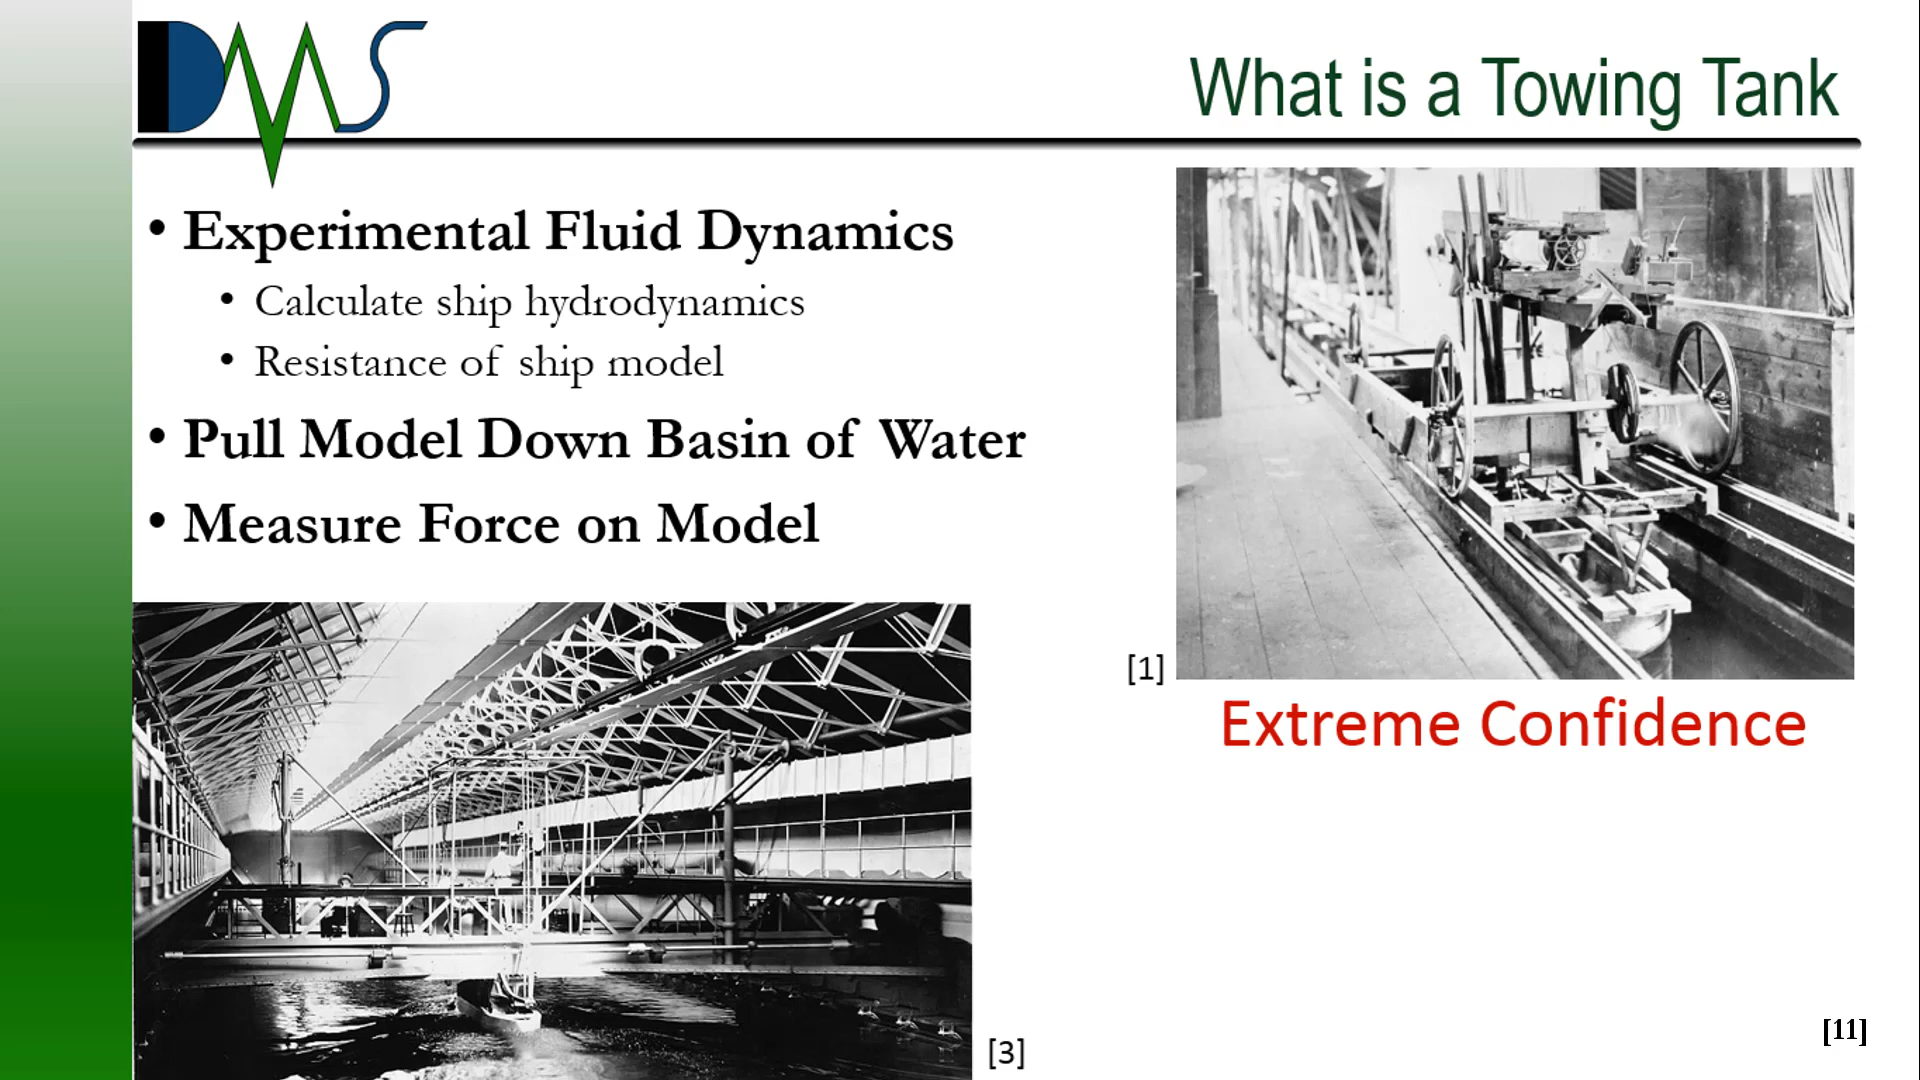 DMS
What is a Towing Tank
• Experimental Fluid Dynamics
• Calculate ship hydrodynamics
• Resistance of ship model
• Pull Model Down Basin of Water
• Measure Force on Model
[1]
Extreme Confidence
[3]
[11]